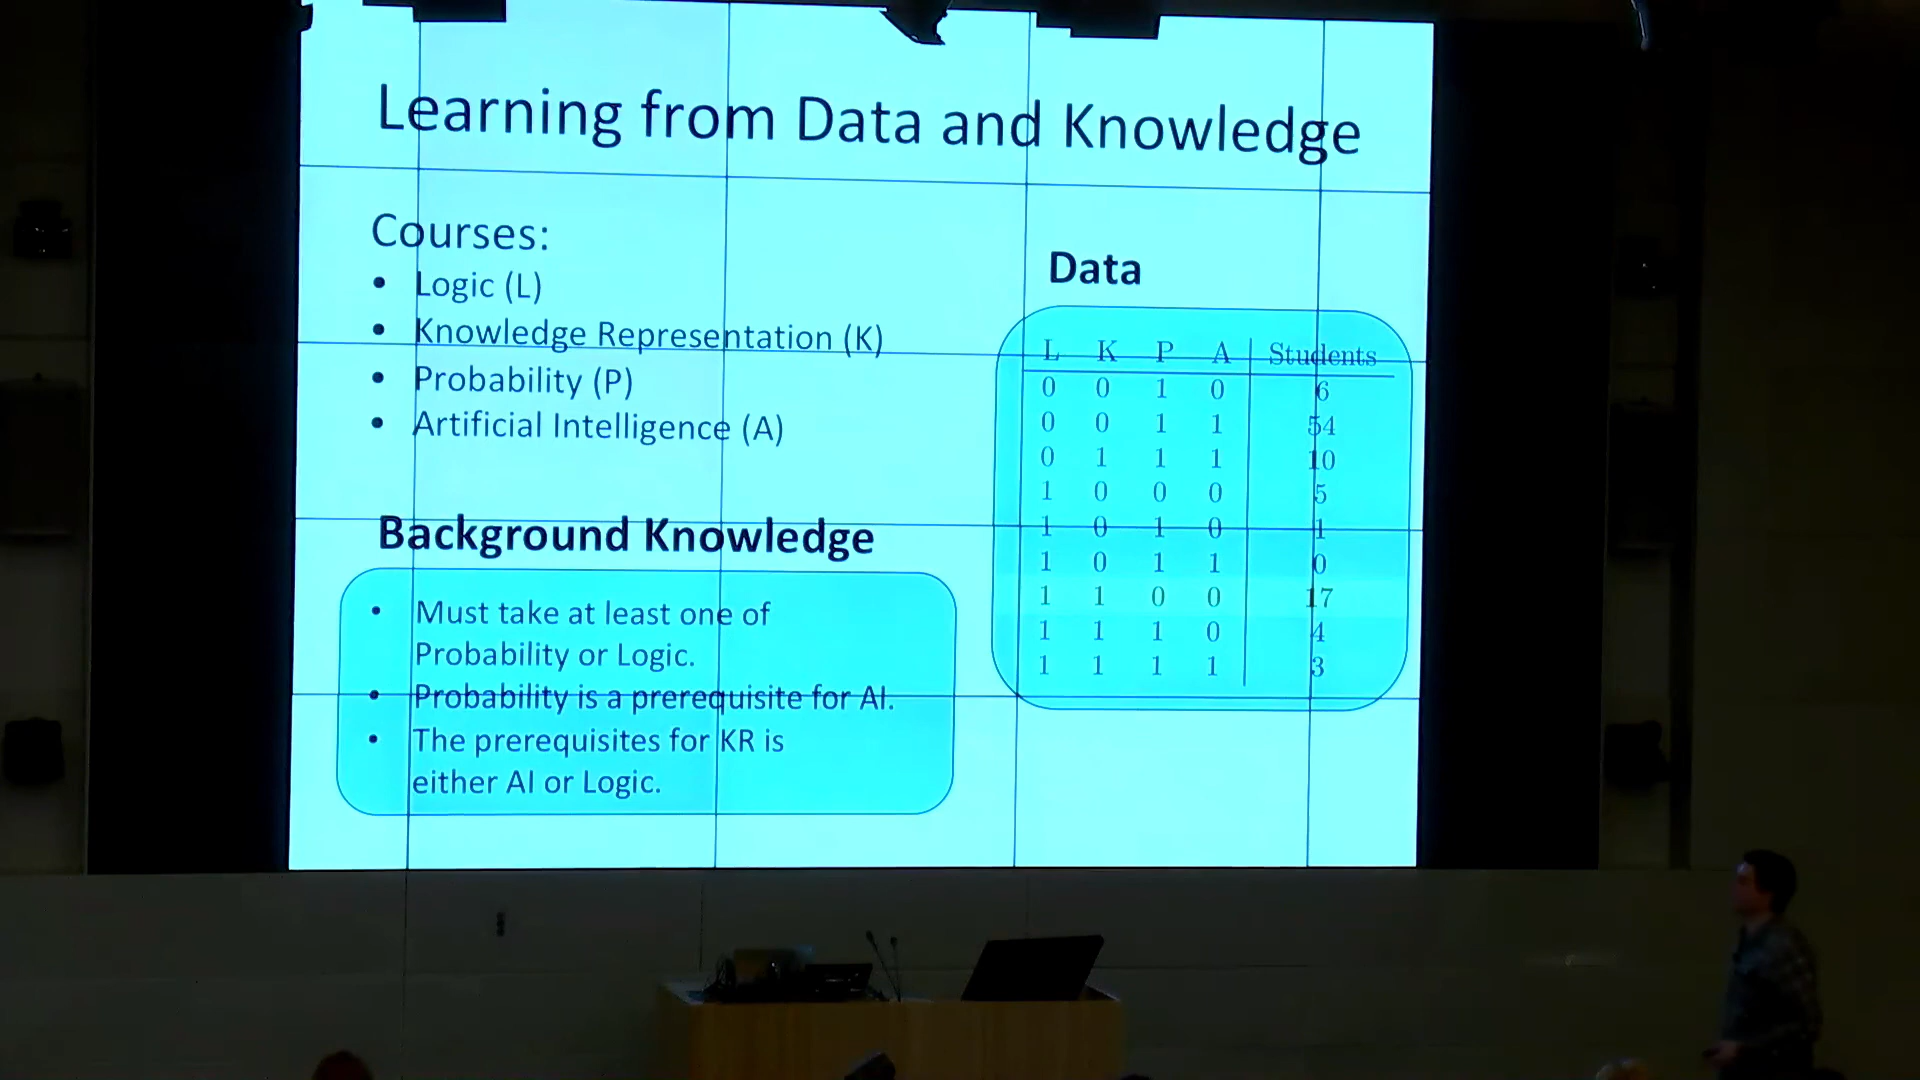 Learning from Data and Knowledge
Courses:
• Logic (L)
• Knowledge Representation (K)
• Probability (P)
• Artificial Intelligence (A)
Background Knowledge
• Must take at least one of
Probability or Logic.
• Probability is a prerequisite for AI.
• The prerequisites for KR is
either AI or Logic.
Data
L K P A Students
0 0 1 0 6
0 0 1 1 54
0 1 1 1 10
1 0 0 0 5
1 0 1 0 1
1 0 1 1 0
1 1 0 0 17
1 1 1 0 4
1 1 1 1 3